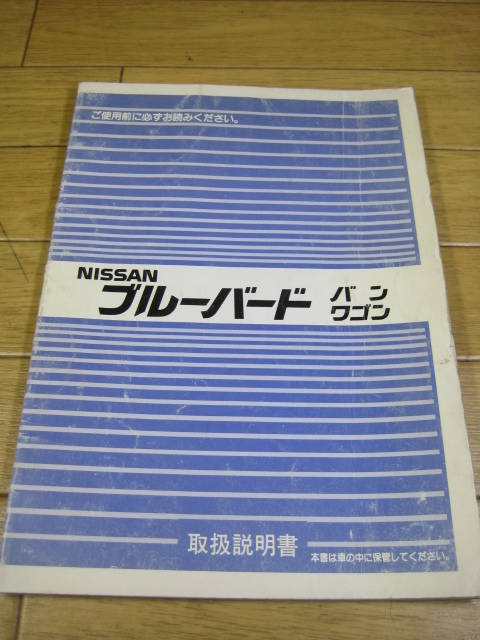 ご使用前に必ずお読みください。
NISSAN
ブルーバード バン
ワゴン
取扱説明書
本書は車の中に保管してください。